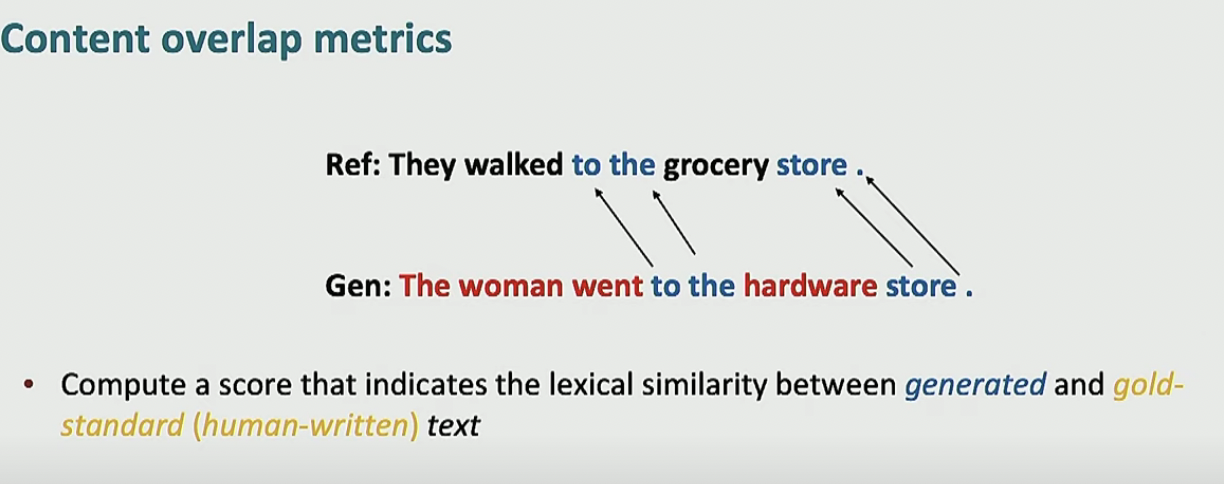 Content overlap metrics
Ref: They walked to the grocery store .
Gen: The woman went to the hardware store .
• Compute a score that indicates the lexical similarity between generated and gold-
standard (human-written) text